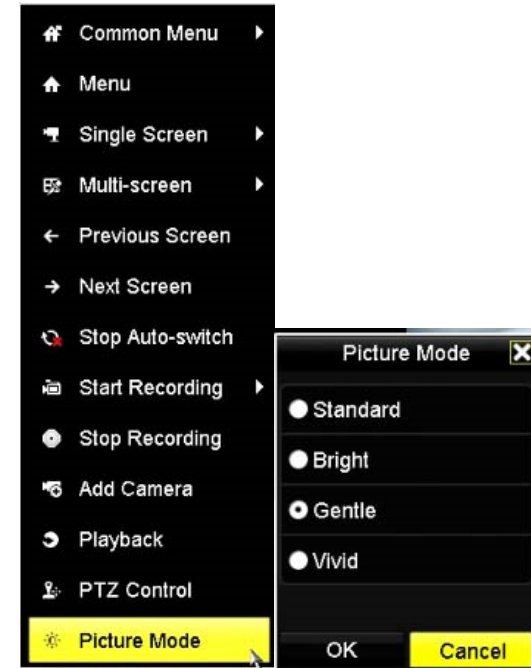 Common Menu
Menu
Single Screen
Multi-screen
Previous Screen
Next Screen
Stop Auto-switch
Start Recording
Stop Recording
Add Camera
Playback
PTZ Control
Picture Mode
Picture Mode
Standard
Bright
Gentle
Vivid
OK Cancel